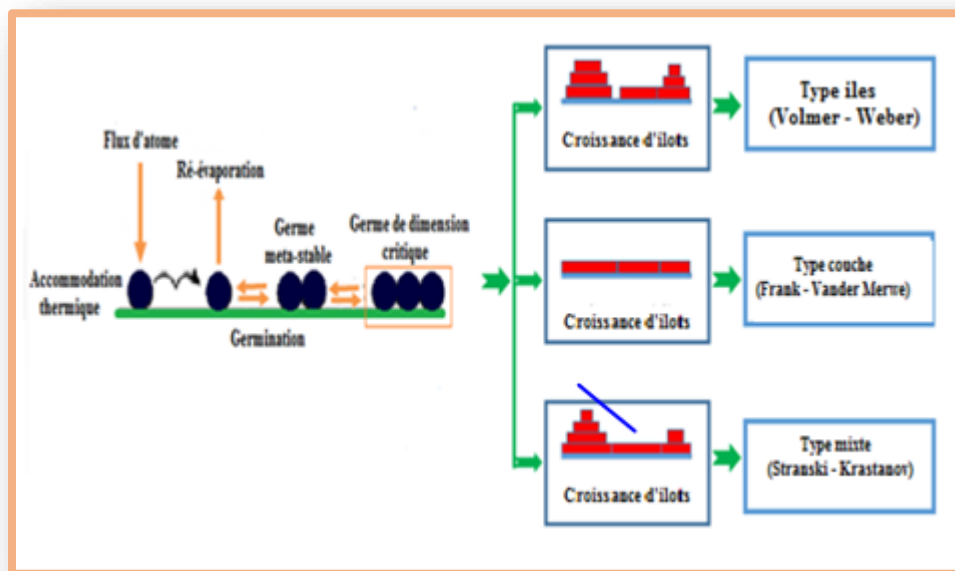 Flux d'atome
Ré-évaporation
Germe
meta-stable
Germe de dimension
critique
Accommodation
thermique
Germination
Croissance d'ilots
Type iles
(Volmer - Weber)
Croissance d'ilots
Type couche
(Frank - Vander Merwe)
Croissance d'ilots
Type mixte
(Stranski - Krastanov)